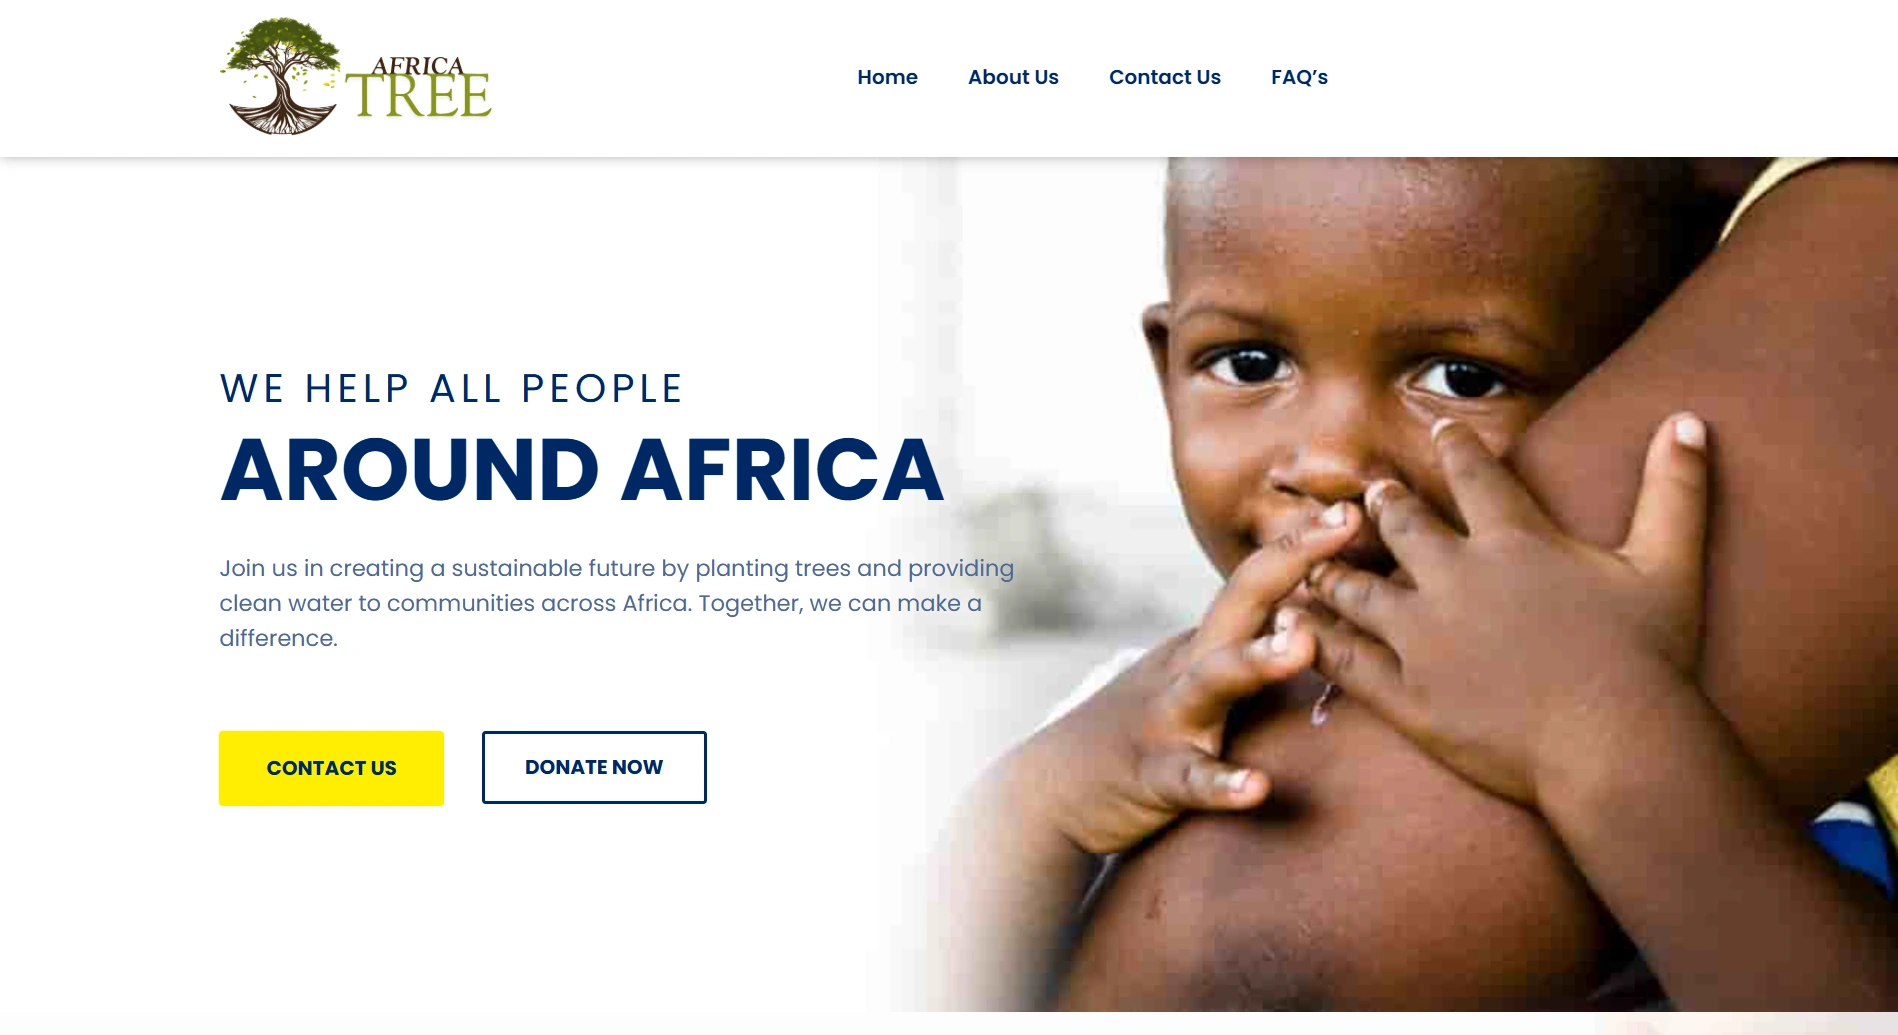 AFRICA
TREE
Home About Us Contact Us FAQ’s
WE HELP ALL PEOPLE
AROUND AFRICA
Join us in creating a sustainable future by planting trees and providing
clean water to communities across Africa. Together, we can make a
difference.
CONTACT US DONATE NOW